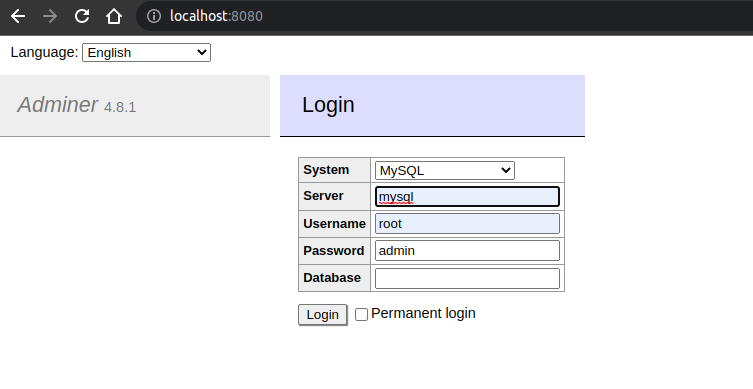 localhost:8080
Language: English
Adminer 4.8.1
Login
System MySQL
Server mysql
Username root
Password admin
Database
Login Permanent login